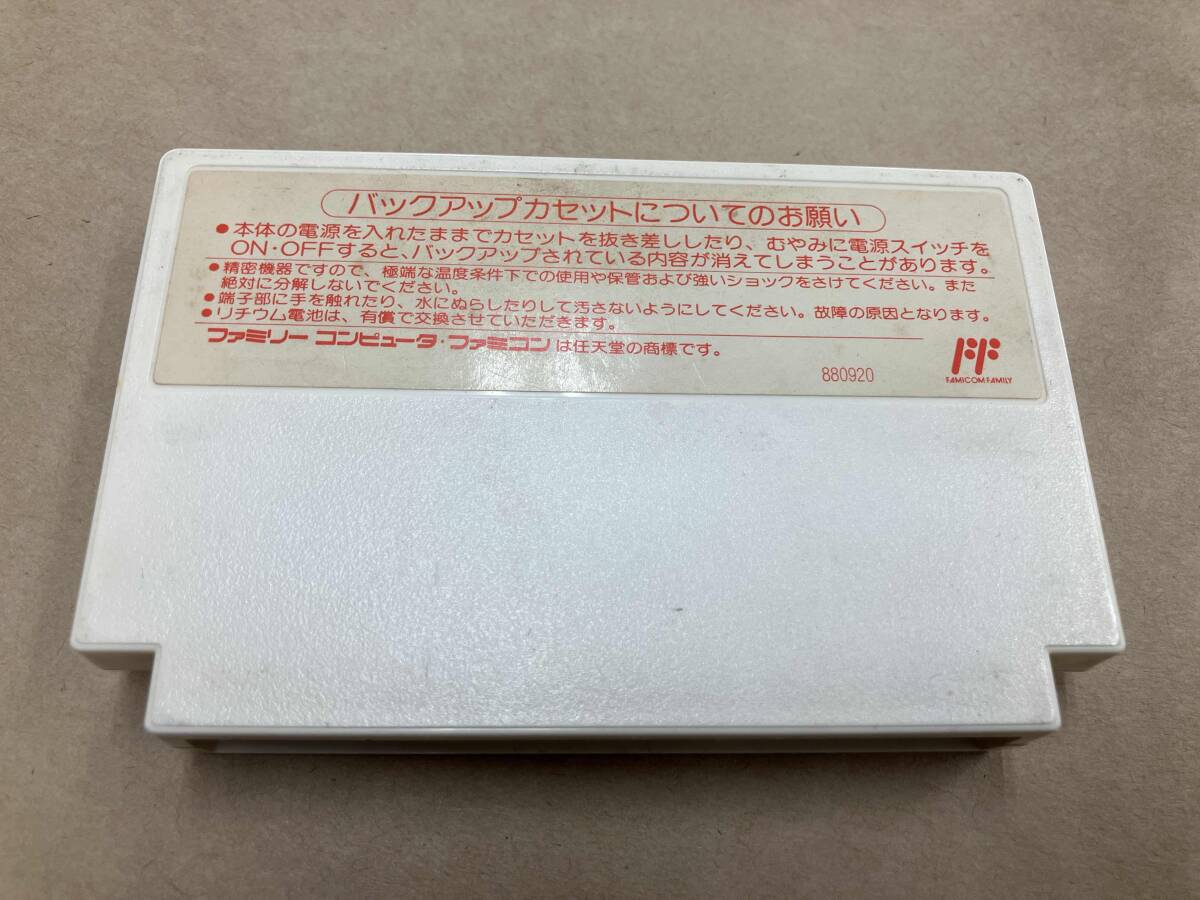 バックアップカセットについてのお願い
●本体の電源を入れたままでカセットを抜き差ししたり、むやみに電源スイッチを
ON・OFFすると、バックアップされている内容が消えてしまうことがあります。
●精密機器ですので、極端な温度条件下での使用や保管および強いショックをさけてください。また
絶対に分解しないでください。
●端子部に手を触れたり、水にぬらしたりして汚さないようにしてください。故障の原因となります。
●リチウム電池は、有償で交換させていただきます。
ファミリーコンピュータ・ファミコンは任天堂の商標です。
880920
FAMICOM FAMILY